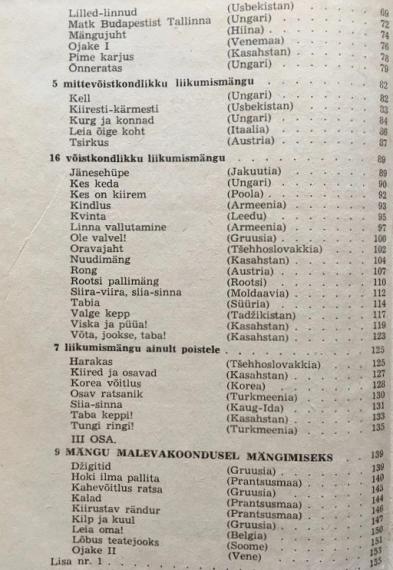 Lilled-linnud (Usbekistan) . . . 69
Matk Budapestist Tallinna (Ungari) . . . 72
Mängujuht (Hiina) . . . 74
Ojake I (Venemaa) . . . 76
Pime karjus (Kasahstan) . . . 78
Õnneratas (Ungari) . . . 79
5 mittevõistkondlikku liikumismängu . . . 82
Kell (Ungari) . . . 82
Kiiresti-kärmesti (Usbekistan) . . . 83
Kurg ja konnad (Ungari) . . . 84
Leia õige koht (Itaalia) . . . 86
Tsirkus (Austria) . . . 87
16 võistkondlikku liikumismängu . . . 89
Jänesehüpe (Jakuutia) . . . 89
Kes keda (Ungari) . . . 90
Kes on kiirem (Poola) . . . 92
Kindlus (Armeenia) . . . 93
Kvinta (Leedu) . . . 95
Linna vallutamine (Armeenia) . . . 97
Ole valvel! (Gruusia) . . . 100
Oravajaht (Tšehhoslovakkia) . . . 102
Nuudimäng (Kasahstan) . . . 104
Rong (Austria) . . . 107
Rootsi pallimäng (Rootsi) . . . 110
Siira-viira, siia-sinna (Moldaavia) . . . 112
Tabia (Süüria) . . . 114
Valge kepp (Tadžikistan) . . . 117
Viska ja püüa! (Kasahstan) . . . 119
Võta, jookse, taba! (Kasahstan) . . . 123
7 liikumismängu ainult poistele . . . 125
Harakas (Tšehhoslovakkia) . . . 125
Kiired ja osavad (Kasahstan) . . . 127
Korea võitlus (Korea) . . . 128
Osav ratsanik (Turkmeenia) . . . 130
Siia-sinna (Kaug-Ida) . . . 131
Taba keppi! (Kasahstan) . . . 133
Tungi ringi! (Turkmeenia) . . . 135
III OSA.
9 MÄNGU MALEVAKOONDUSEL MÄNGIMISEKS 139
Džigitid (Gruusia) . . . 139
Hoki ilma pallita (Prantsusmaa) . . . 140
Kahevõitlus ratsa (Gruusia) . . . 143
Kalad (Prantsusmaa) . . . 144
Kiirustav rändur (Prantsusmaa) . . . 146
Kilp ja kuul (Gruusia) . . . 147
Leia oma! (Belgia) . . . 150
Lõbus teatejooks (Soome) . . . 151
Ojake II (Vene) . . . 153
Lisa nr. 1 . . . 155